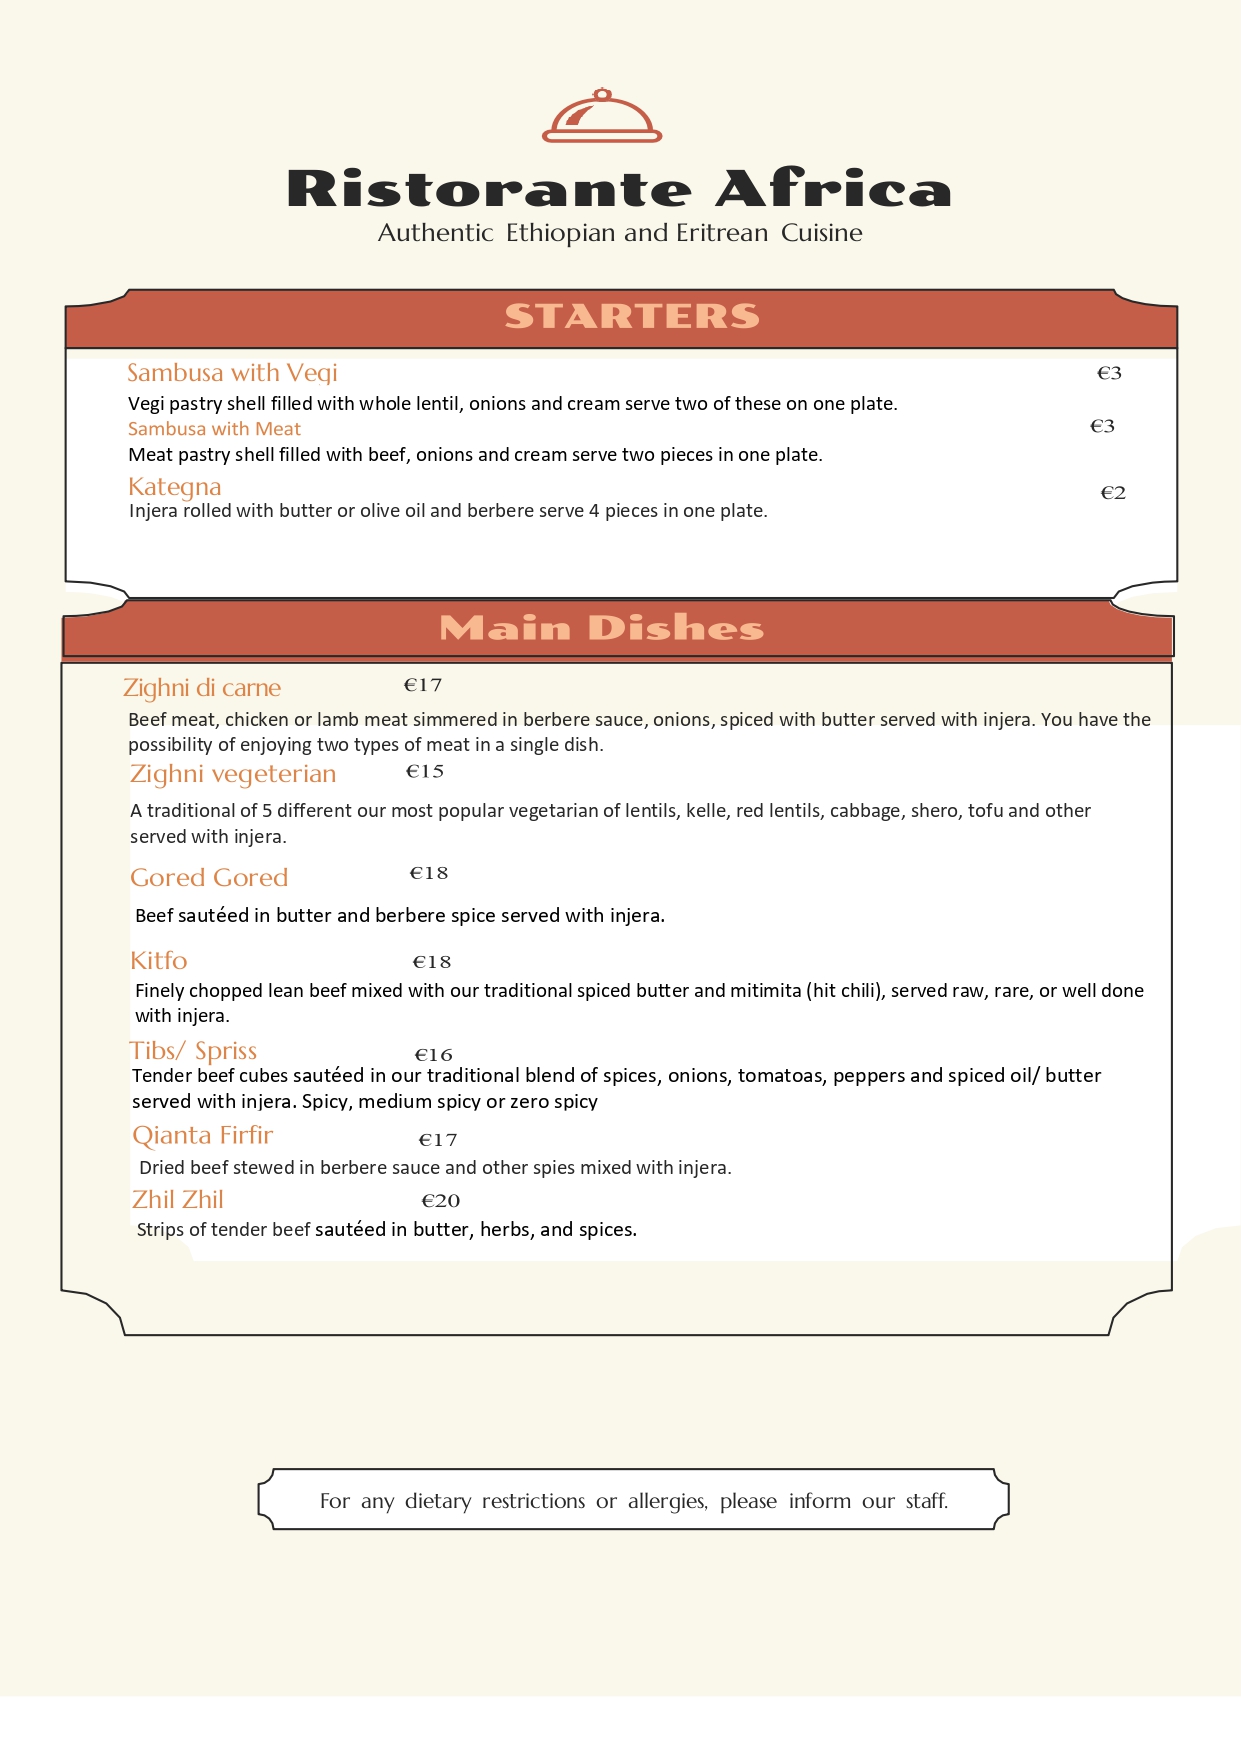 Ristorante Africa
Authentic Ethiopian and Eritrean Cuisine
STARTERS
Sambusa with Vegi €3
Vegi pastry shell filled with whole lentil, onions and cream serve two of these on one plate.
Sambusa with Meat €3
Meat pastry shell filled with beef, onions and cream serve two pieces in one plate.
Kategna €2
Injera rolled with butter or olive oil and berbere serve 4 pieces in one plate.
Main Dishes
Zighni di carne €17
Beef meat, chicken or lamb meat simmered in berbere sauce, onions, spiced with butter served with injera. You have the
possibility of enjoying two types of meat in a single dish.
Zighni vegeterian €15
A traditional of 5 different our most popular vegetarian of lentils, kelle, red lentils, cabbage, shero, tofu and other
served with injera.
Gored Gored €18
Beef sautéed in butter and berbere spice served with injera.
Kitfo €18
Finely chopped lean beef mixed with our traditional spiced butter and mitimita (hit chili), served raw, rare, or well done
with injera.
Tibs/ Spriss €16
Tender beef cubes sautéed in our traditional blend of spices, onions, tomatoas, peppers and spiced oil/ butter
served with injera. Spicy, medium spicy or zero spicy
Qianta Firfir €17
Dried beef stewed in berbere sauce and other spies mixed with injera.
Zhil Zhil €20
Strips of tender beef sautéed in butter, herbs, and spices.
For any dietary restrictions or allergies, please inform our staff.